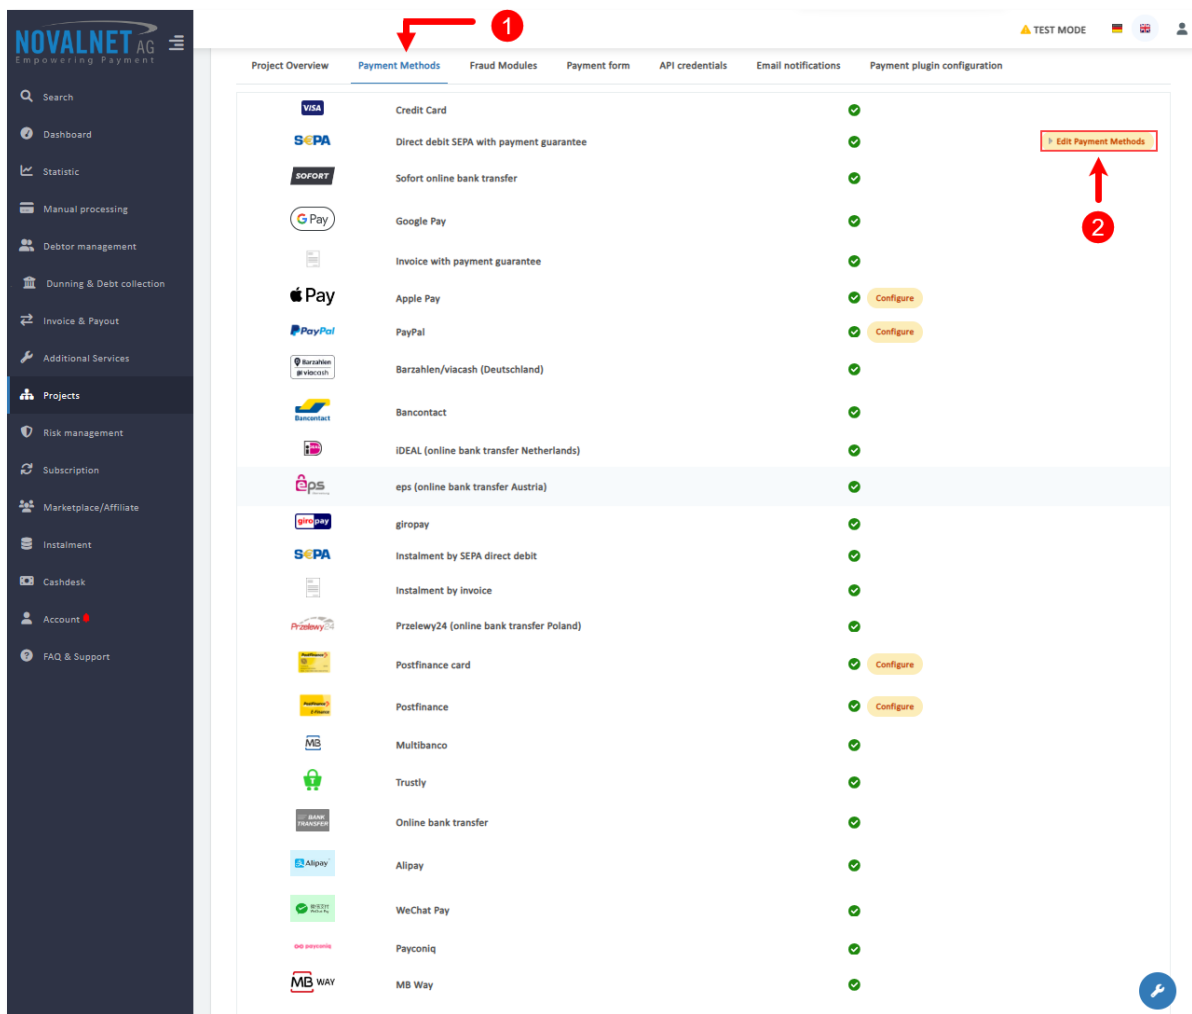 NOVALNET AG
Empowering Payment
1
TEST MODE
Project Overview
Payment Methods
Fraud Modules
Payment form
API credentials
Email notifications
Payment plugin configuration
Search
Dashboard
Statistic
Manual processing
Debtor management
Dunning & Debt collection
Invoice & Payout
Additional Services
Projects
Risk management
Subscription
Marketplace/Affiliate
Instalment
Cashdesk
Account
FAQ & Support
VISA Credit Card
SEPA Direct debit SEPA with payment guarantee
Edit Payment Methods
2
SOFORT Sofort online bank transfer
G Pay Google Pay
Invoice with payment guarantee
Pay Apple Pay Configure
PayPal PayPal Configure
Barzahlen
viacash
Barzahlen/viacash (Deutschland)
Bancontact Bancontact
iDEAL (online bank transfer Netherlands)
eps eps (online bank transfer Austria)
giropay giropay
SEPA Instalment by SEPA direct debit
Instalment by invoice
Przelewy24 Przelewy24 (online bank transfer Poland)
PostFinance Postfinance card Configure
PostFinance
E-Finance
Postfinance Configure
MB Multibanco
T Trustly
BANK
TRANSFER
Online bank transfer
Alipay Alipay
WeChat Pay
payconiq Payconiq
MB WAY MB Way